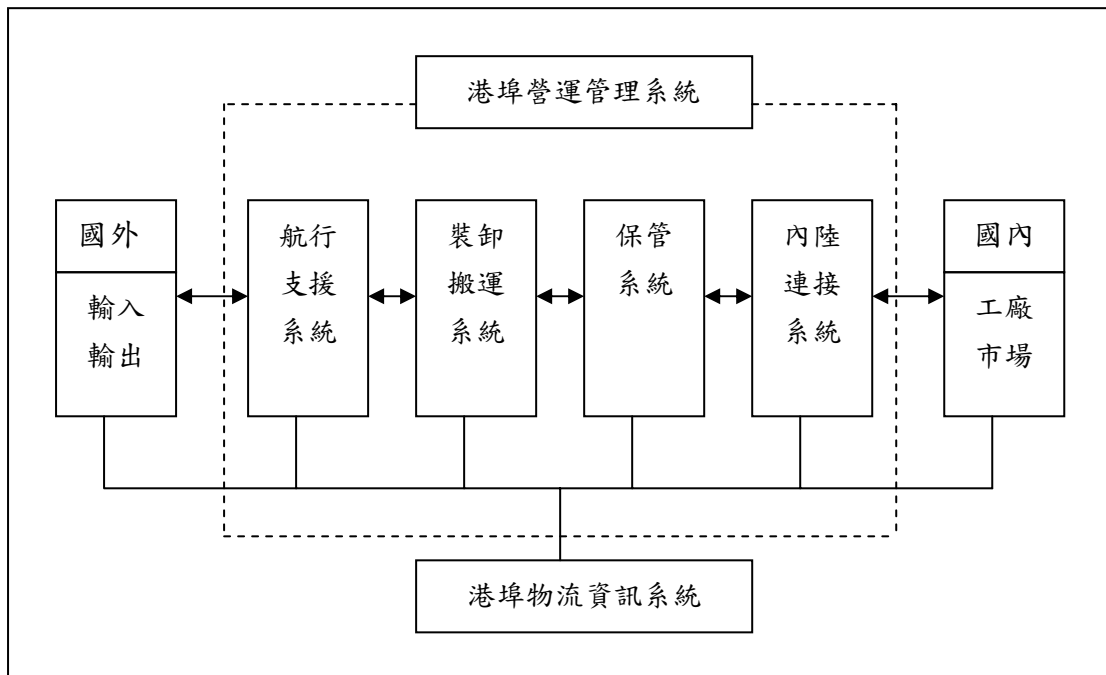 港埠營運管理系統
國外
輸入
輸出
航行
支援
系統
裝卸
搬運
系統
保管
系統
內陸
連接
系統
國內
工廠
市場
港埠物流資訊系統